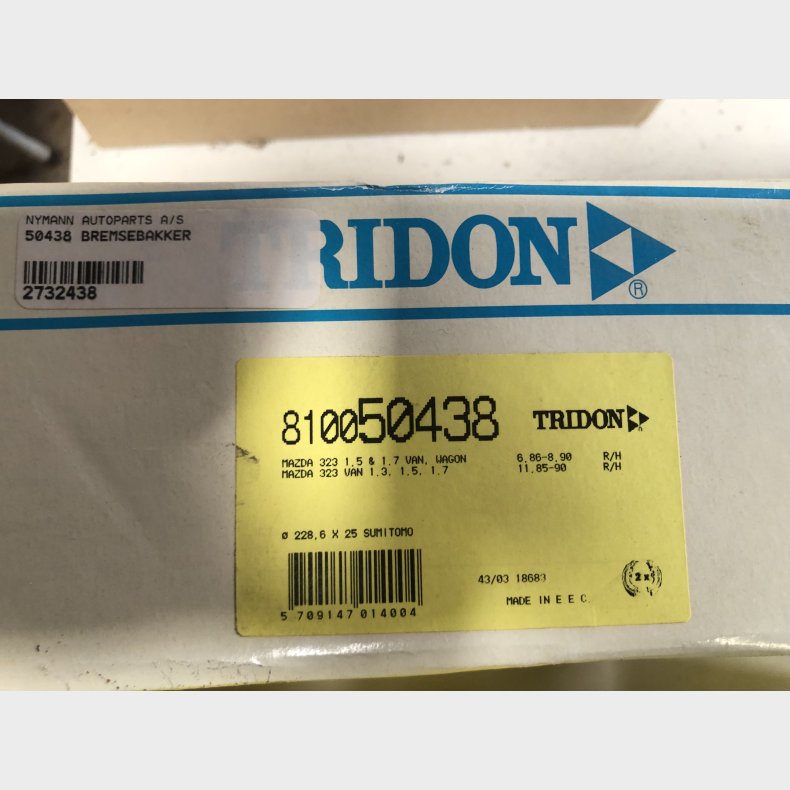 NYMANN AUTOPARTS A/S
50438 BREMSEBAKKER
2732438
TRIDON
®
810050438 TRIDON
MAZDA 323 1,5 & 1.7 VAN, WAGON 6.86-8.90 R/H
MAZDA 323 VAN 1.3, 1.5, 1.7 11.85-90 R/H
ø 228,6 X 25 SUMITOMO
43/03 18683
2 x
MADE IN E E C.
5 709147 014004